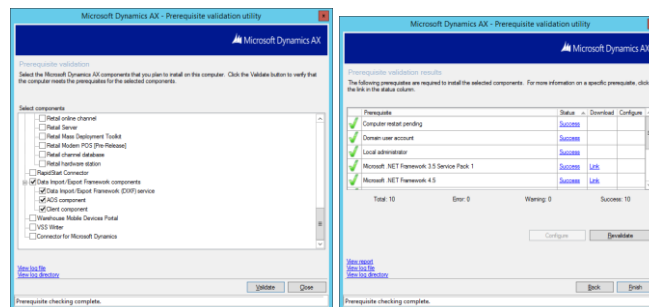 Microsoft Dynamics AX - Prerequisite validation utility
Microsoft Dynamics AX
Prerequisite validation
Select the Microsoft Dynamics AX components that you plan to install on this computer. Click the Validate button to verify that
the computer meets the prerequisites for the selected components.
Select components
Retail online channel
Retail Server
Retail Mass Deployment Toolkit
Retail Modern POS [Pre-Release]
Retail channel database
Retail hardware station
RapidStart Connector
Data Import/Export Framework components
Data Import/Export Framework (DIXF) service
AOS component
Client component
Warehouse Mobile Devices Portal
VSS Writer
Connector for Microsoft Dynamics
View log file
View log directory
Validate
Close
Prerequisite checking complete.
Microsoft Dynamics AX - Prerequisite validation utility
Microsoft Dynamics AX
Prerequisite validation results
The following prerequisites are required to install the selected components. For more information on a specific prerequisite, click
the link in the status column.
Prerequisite Status Download Configure
Computer restart pending Success
Domain user account Success
Local administrator Success
Microsoft .NET Framework 3.5 Service Pack 1 Success Link
Microsoft .NET Framework 4.5 Success Link
Total: 10 Error: 0 Warning: 0 Success: 10
Configure
Revalidate
View report
View log file
View log directory
Back
Finish
Prerequisite checking complete.